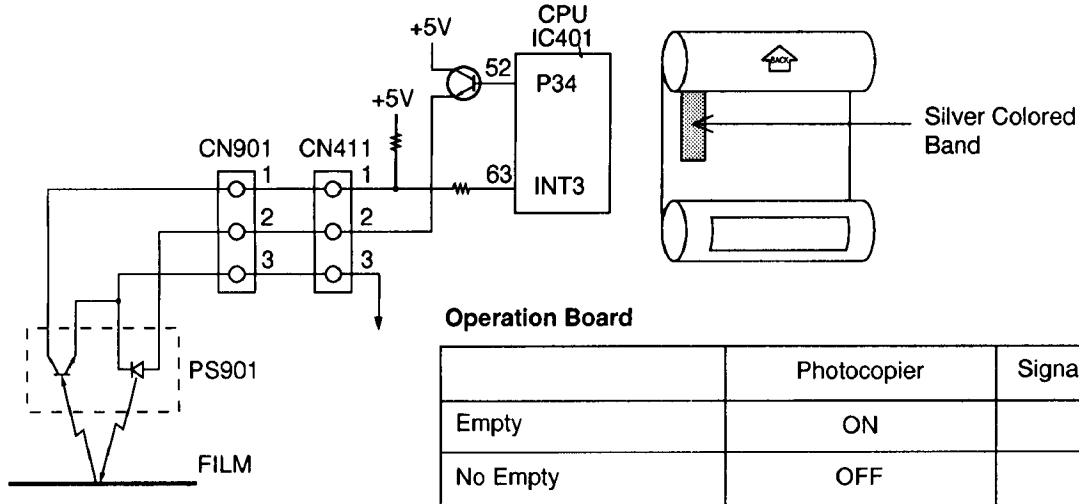 CPU
IC401
+5V
52
P34
+5V
CN901
CN411
1
1
63
INT3
2
2
3
3
PS901
FILM
BACK
Silver Colored
Band
Operation Board
Photocopier
Signa
Empty
ON
No Empty
OFF